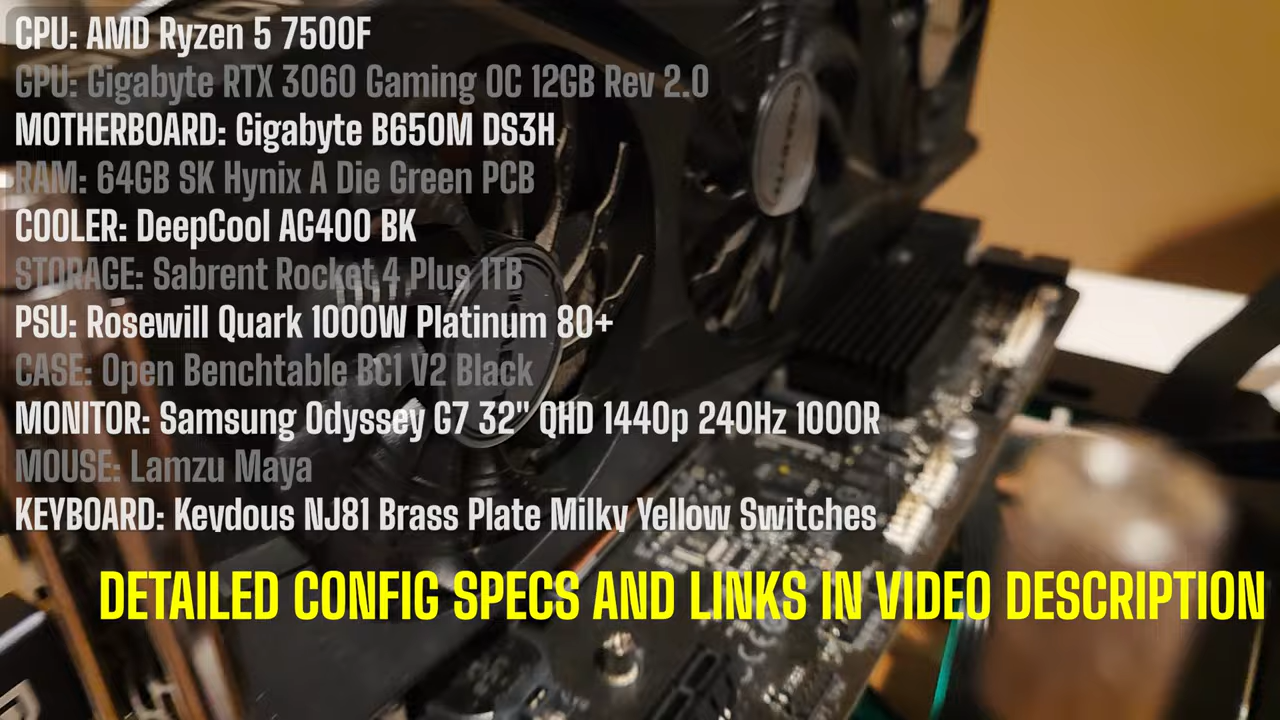 CPU: AMD Ryzen 5 7500F
GPU: Gigabyte RTX 3060 Gaming OC 12GB Rev 2.0
MOTHERBOARD: Gigabyte B650M DS3H
RAM: 64GB SK Hynix A Die Green PCB
COOLER: DeepCool AG400 BK
STORAGE: Sabrent Rocket 4 Plus 1TB
PSU: Rosewill Quark 1000W Platinum 80+
CASE: Open Benchtable BC1 V2 Black
MONITOR: Samsung Odyssey G7 32" QHD 1440p 240Hz 1000R
MOUSE: Lamzu Maya
KEYBOARD: Keydous NJ81 Brass Plate Milky Yellow Switches
DETAILED CONFIG SPECS AND LINKS IN VIDEO DESCRIPTION